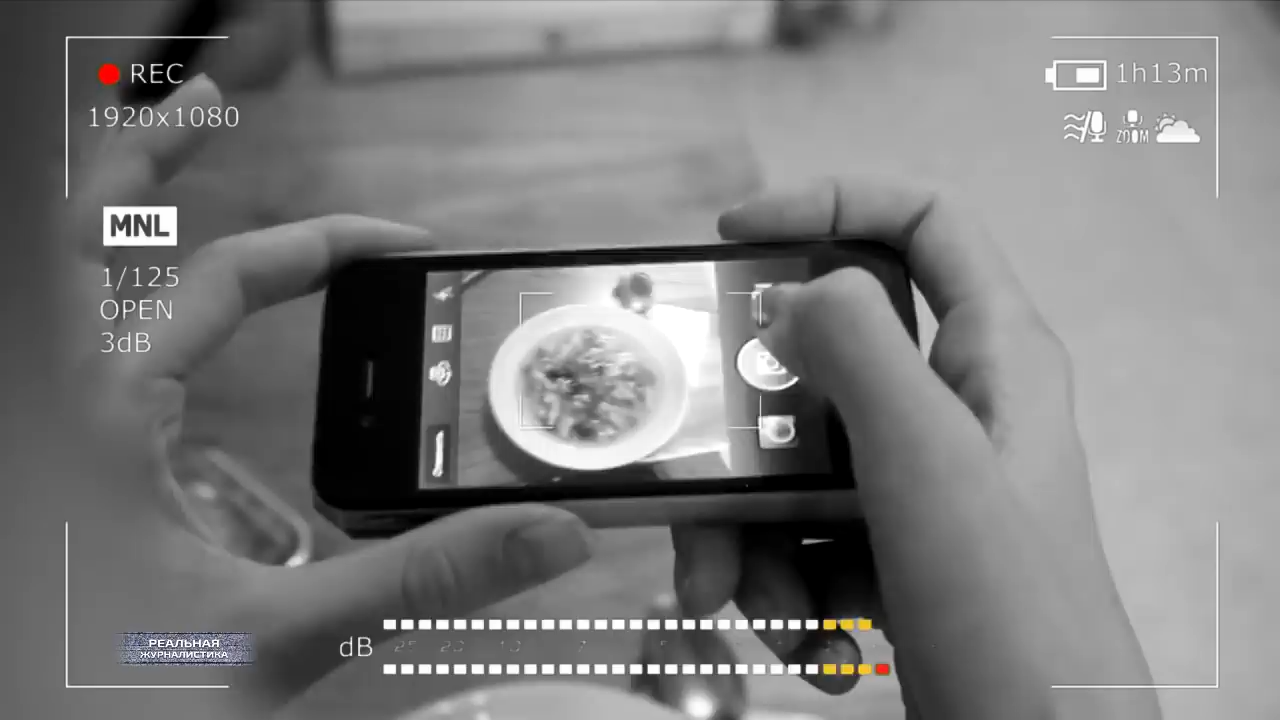 REC
1920x1080
1h13m
ZOOM
MNL
1/125
OPEN
3dB
РЕАЛЬНАЯ
ЖУРНАЛИСТИКА
dB